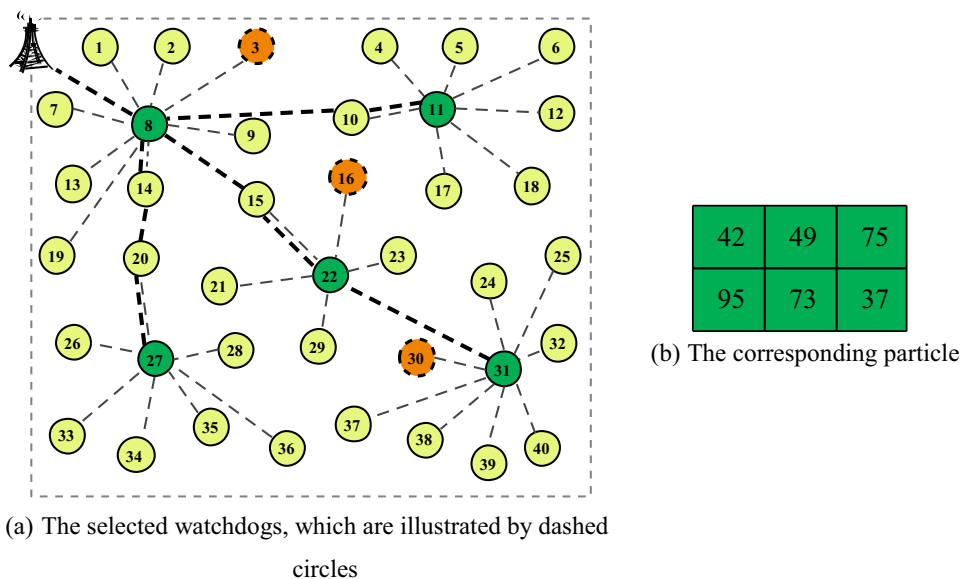 1 2 3 4 5 6
7 8 9 10 11 12
13 14 15 16 17 18
19 20 21 22 23 24 25
26 27 28 29 30 31 32
33 34 35 36 37 38 39 40
(a) The selected watchdogs, which are illustrated by dashed
circles
42 49 75
95 73 37
(b) The corresponding particle